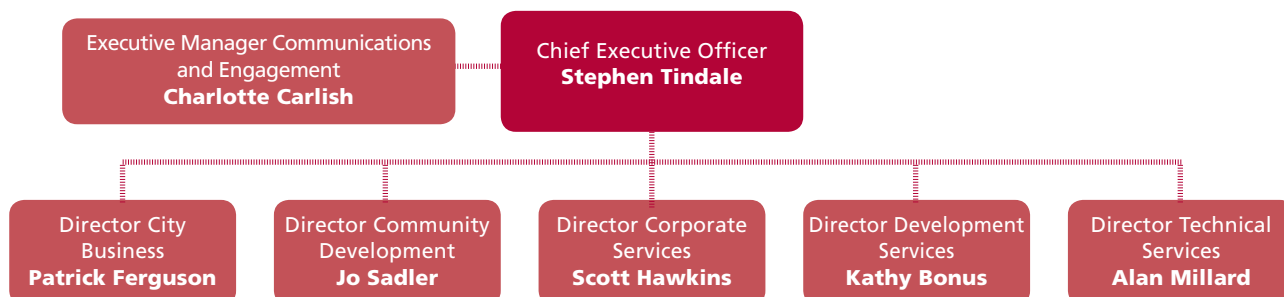 Executive Manager Communications
and Engagement
Charlotte Carlish
Chief Executive Officer
Stephen Tindale
Director City
Business
Patrick Ferguson
Director Community
Development
Jo Sadler
Director Corporate
Services
Scott Hawkins
Director Development
Services
Kathy Bonus
Director Technical
Services
Alan Millard